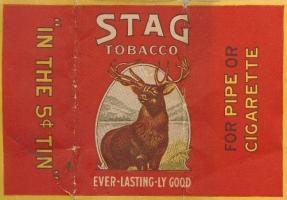 "IN THE 5¢ TIN"
STAG
TOBACCO
EVER-LASTING-LY GOOD
FOR PIPE OR
CIGARETTE